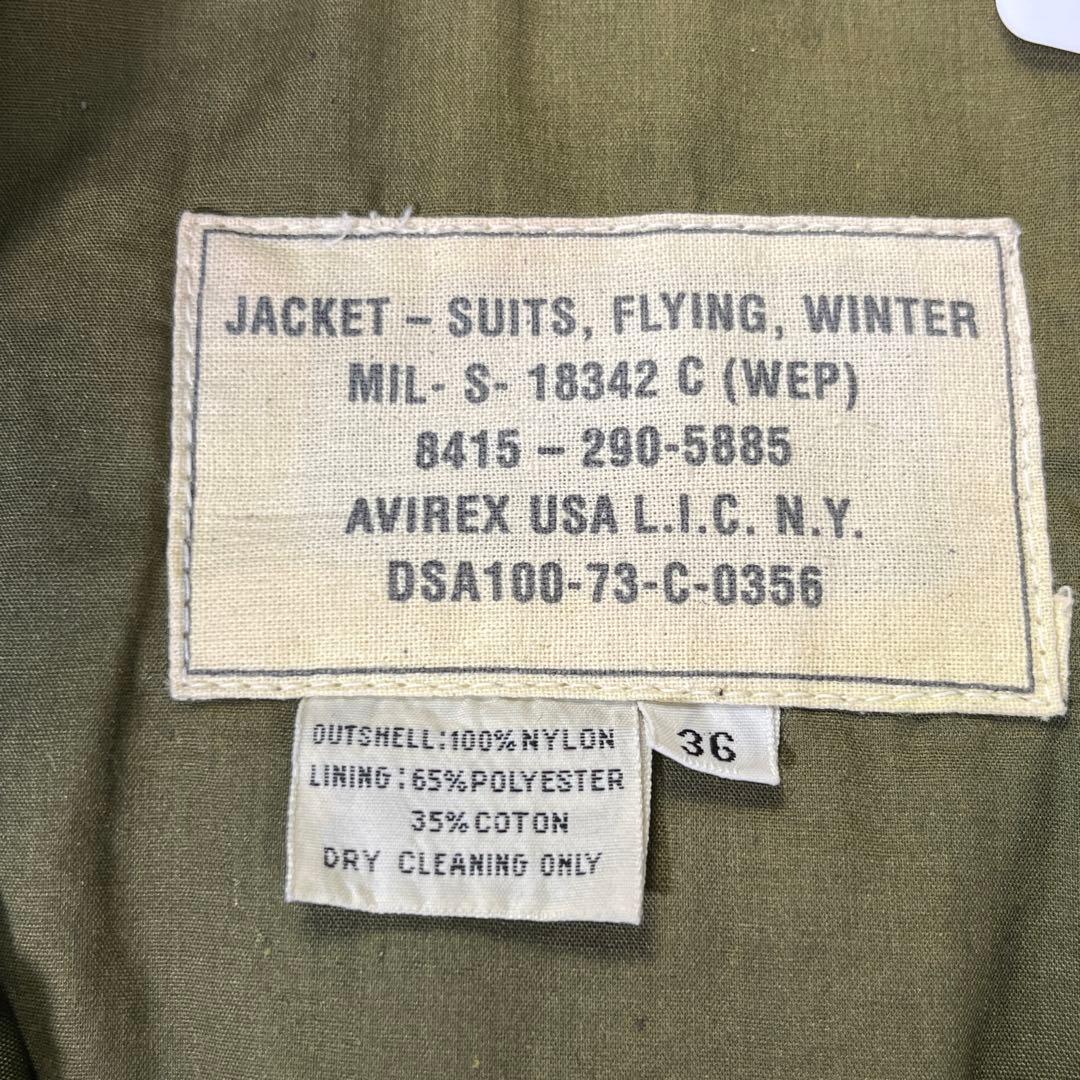 JACKET – SUITS, FLYING, WINTER
MIL- S- 18342 C (WEP)
8415 – 290-5885
AVIREX USA L.I.C. N.Y.
DSA100-73-C-0356
OUTSHELL:100%NYLON
LINING:65%POLYESTER
35%COTON
DRY CLEANING ONLY
36